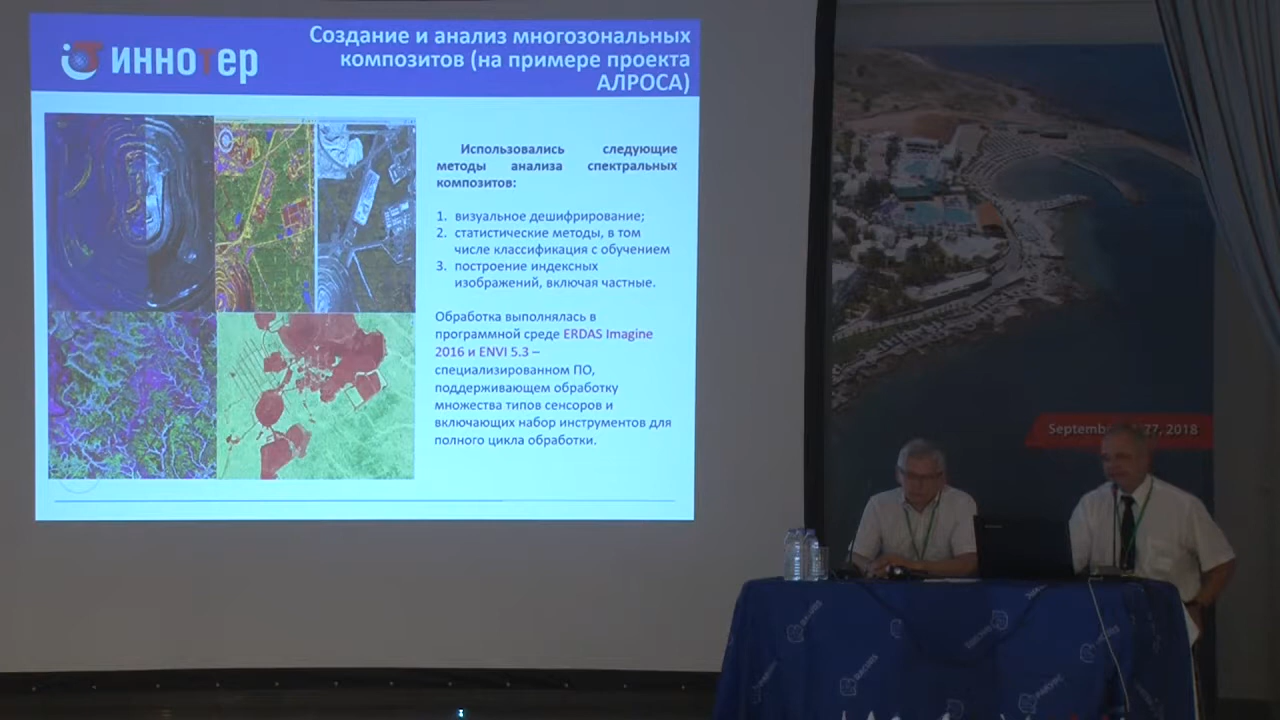 иннотер
Создание и анализ многозональных
композитов (на примере проекта
АЛРОСА)
Использовались следующие
методы анализа спектральных
композитов:
1. визуальное дешифрирование;
2. статистические методы, в том
числе классификация с обучением
3. построение индексных
изображений, включая частные.
Обработка выполнялась в
программной среде ERDAS Imagine
2016 и ENVI 5.3 –
специализированном ПО,
поддерживающем обработку
множества типов сенсоров и
включающих набор инструментов для
полного цикла обработки.
27, 2018
RACURS
RACURS
РАКУРС